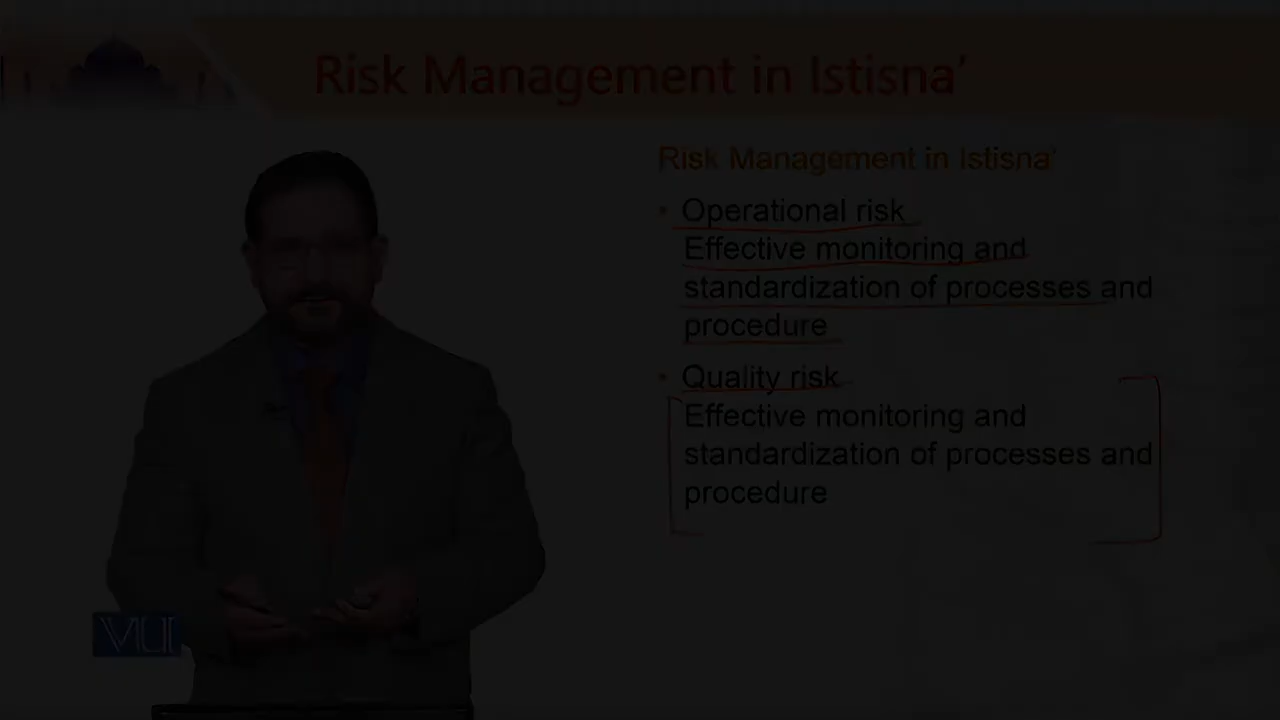 Risk Management in Istisna’
Risk Management in Istisna’
• Operational risk
Effective monitoring and
standardization of processes and
procedure
• Quality risk
Effective monitoring and
standardization of processes and
procedure
VU